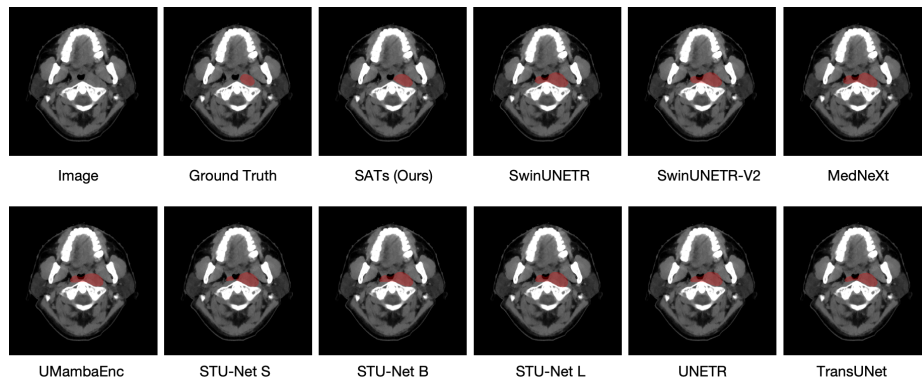 Image
Ground Truth
SATs (Ours)
SwinUNETR
SwinUNETR-V2
MedNeXt
UMambaEnc
STU-Net S
STU-Net B
STU-Net L
UNETR
TransUNet